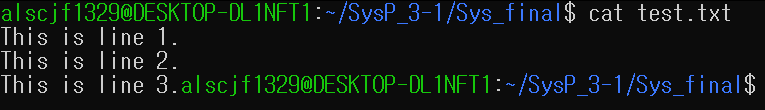 alscjf1329@DESKTOP-DL1NFT1:~/SysP_3-1/Sys_final$ cat test.txt
This is line 1.
This is line 2.
This is line 3.alscjf1329@DESKTOP-DL1NFT1:~/SysP_3-1/Sys_final$